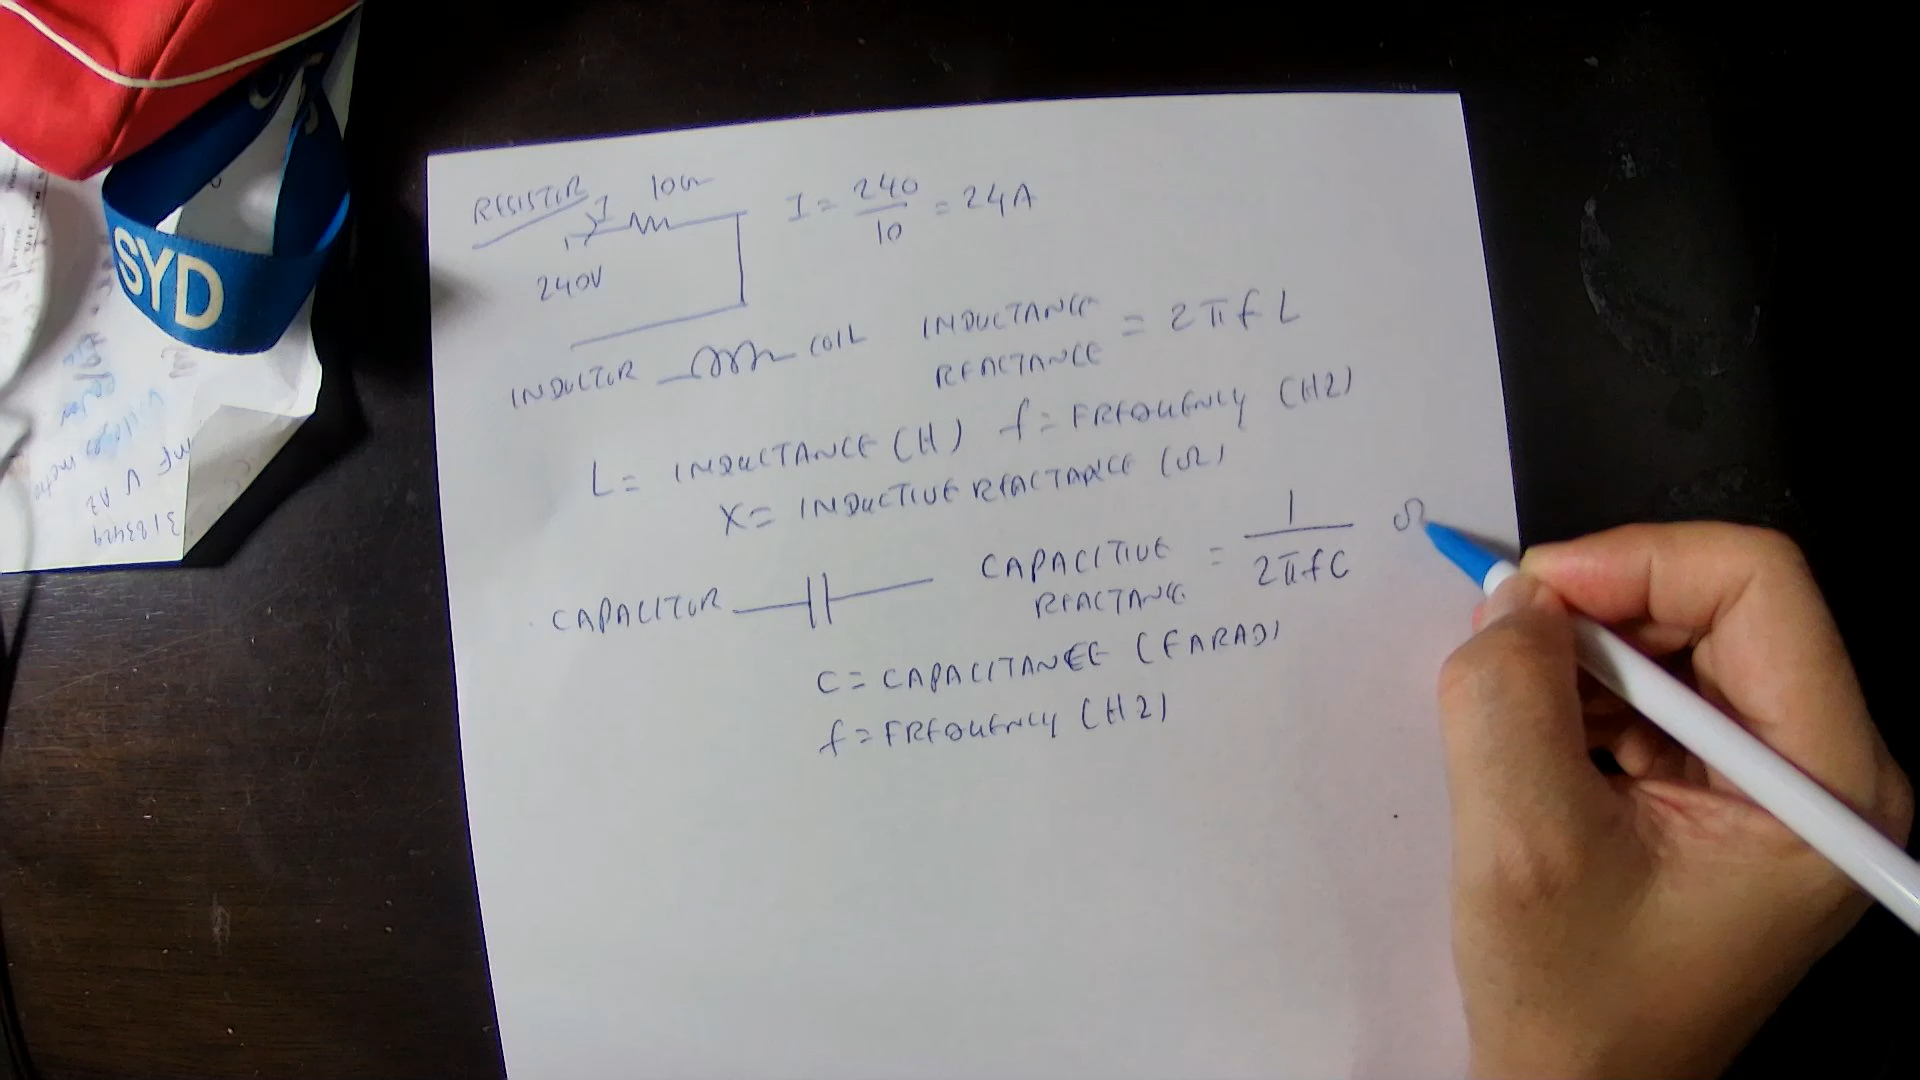 RESISTOR I 10Ω I = 240/10 = 24A
240V
INDUCTOR COIL INDUCTANCE REACTANCE = 2πfL
L = INDUCTANCE (H) f = FREQUENCY (HZ)
X = INDUCTIVE REACTANCE (Ω)
CAPACITOR CAPACITIVE REACTANCE = 1/2πfC Ω
C = CAPACITANCE (FARAD)
f = FREQUENCY (HZ)
SYD
3183429